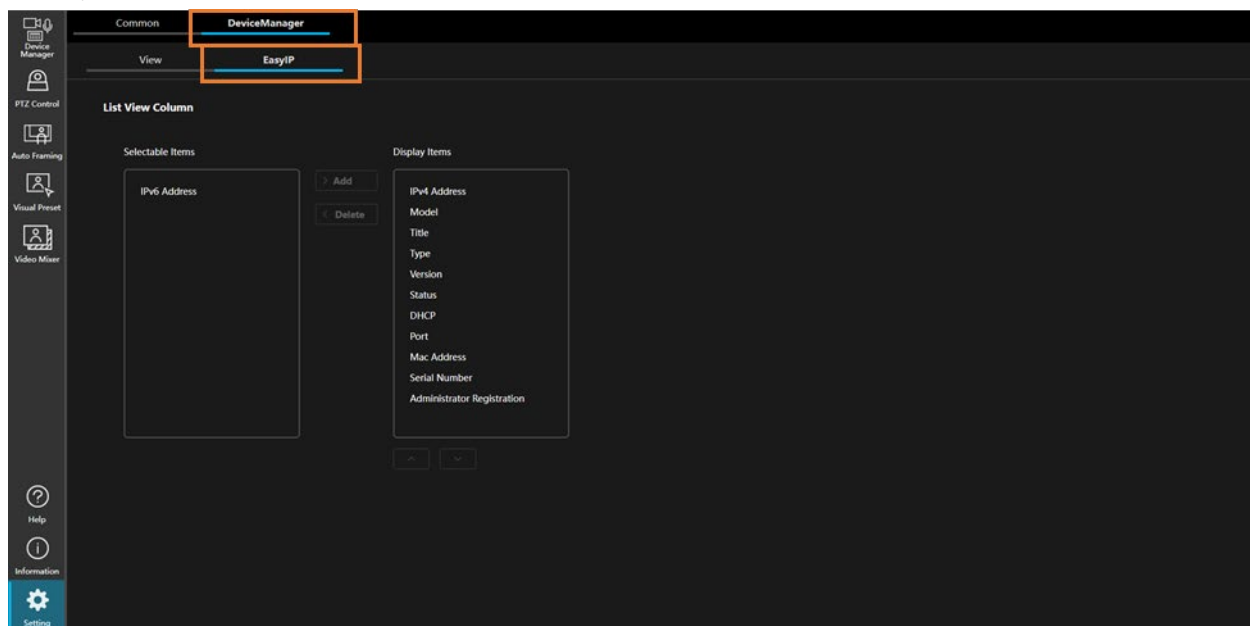 Common
DeviceManager
View
EasyIP
Device
Manager
PTZ Control
Auto Framing
Visual Preset
Video Mixer
Help
Information
Setting
List View Column
Selectable Items
IPv6 Address
> Add
< Delete
Display Items
IPv4 Address
Model
Title
Type
Version
Status
DHCP
Port
Mac Address
Serial Number
Administrator Registration